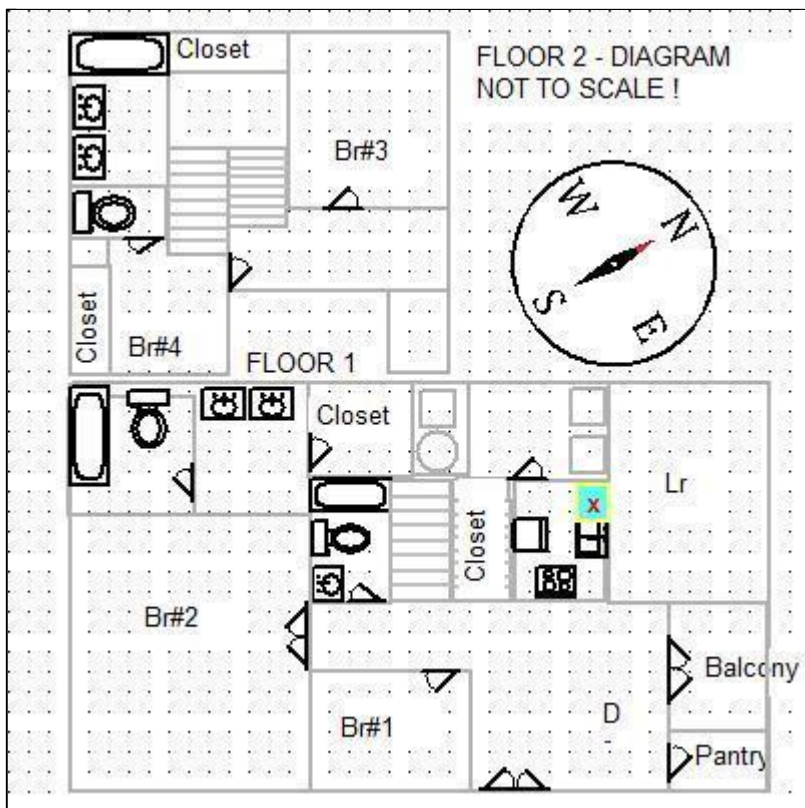 Closet
FLOOR 2 - DIAGRAM
NOT TO SCALE !
Br#3
W
N
S
E
Closet
Br#4
FLOOR 1
Closet
Lr
x
Closet
Br#2
Balcony
Br#1
D
Pantry